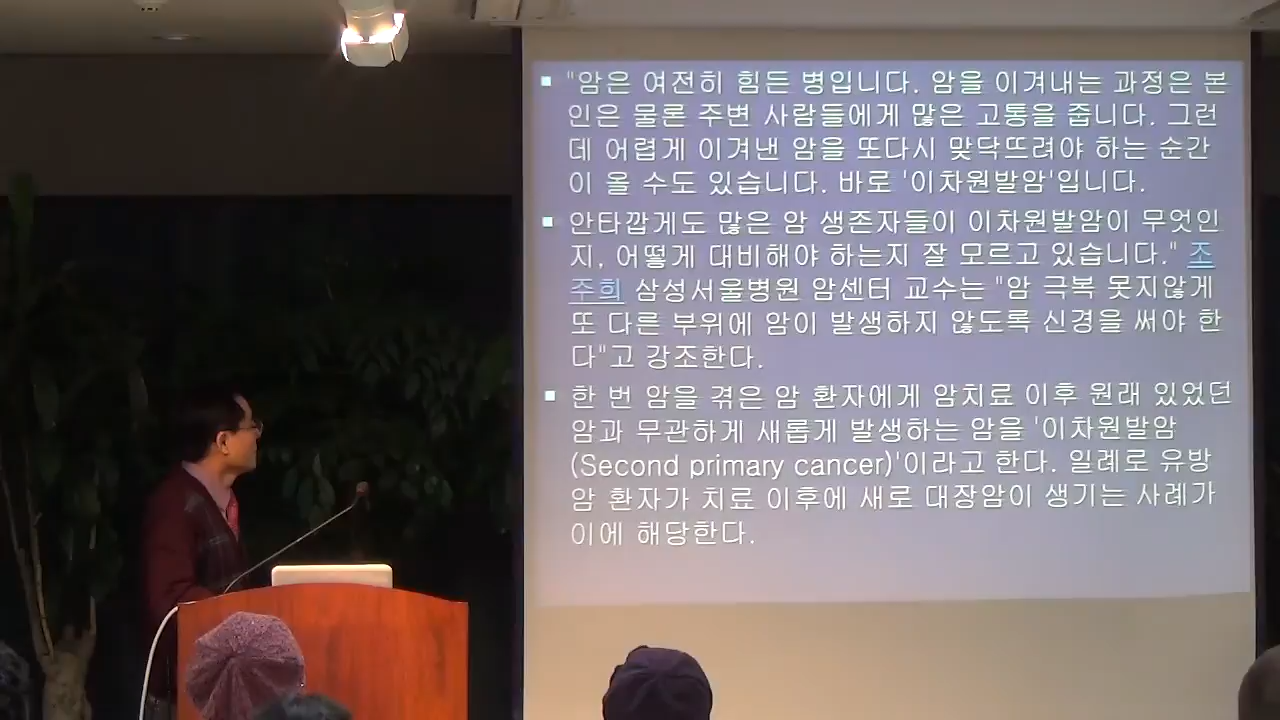 "암은 여전히 힘든 병입니다. 암을 이겨내는 과정은 본
인은 물론 주변 사람들에게 많은 고통을 줍니다. 그런
데 어렵게 이겨낸 암을 또다시 맞닥뜨려야 하는 순간
이 올 수도 있습니다. 바로 '이차원발암'입니다.
안타깝게도 많은 암 생존자들이 이차원발암이 무엇인
지, 어떻게 대비해야 하는지 잘 모르고 있습니다." 조
주희 삼성서울병원 암센터 교수는 "암 극복 못지않게
또 다른 부위에 암이 발생하지 않도록 신경을 써야 한
다"고 강조한다.
한 번 암을 겪은 암 환자에게 암치료 이후 원래 있었던
암과 무관하게 새롭게 발생하는 암을 '이차원발암
(Second primary cancer)'이라고 한다. 일례로 유방
암 환자가 치료 이후에 새로 대장암이 생기는 사례가
이에 해당한다.